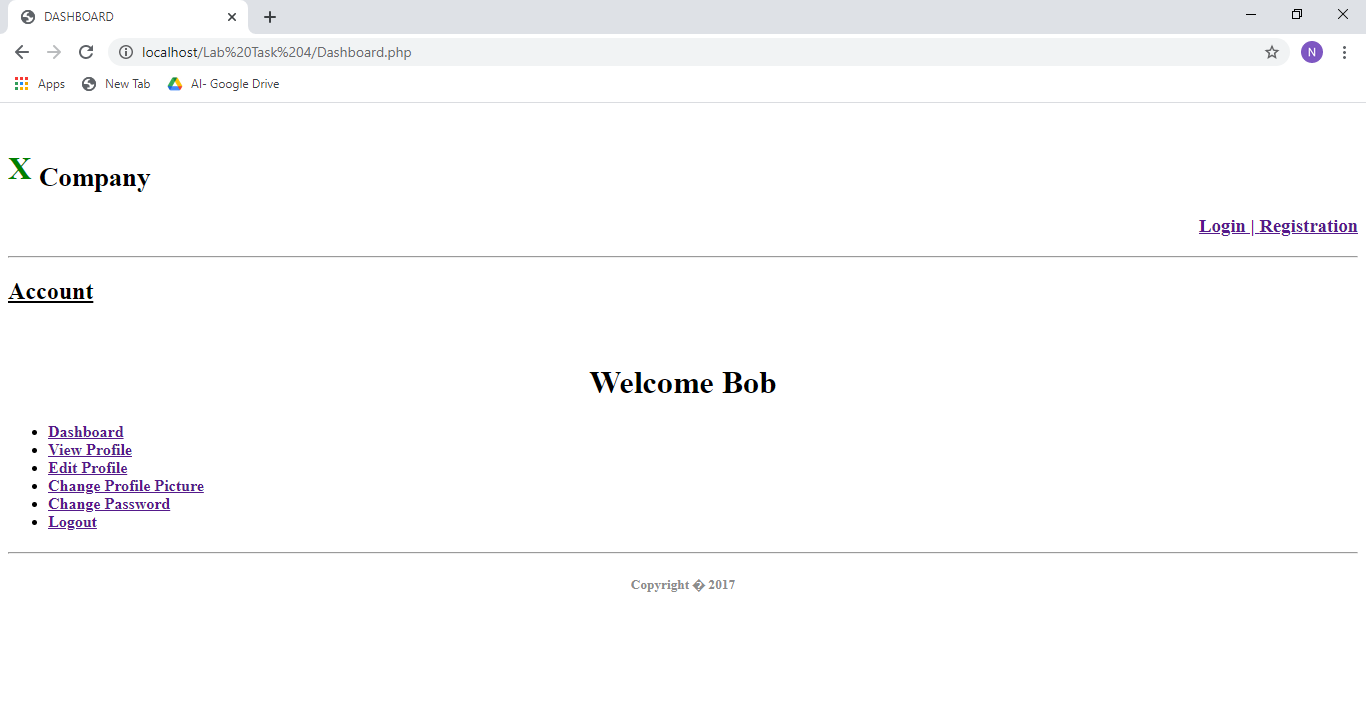 DASHBOARD
localhost/Lab%20Task%204/Dashboard.php
N
Apps New Tab AI- Google Drive
X Company
Login | Registration
Account
Welcome Bob
Dashboard
View Profile
Edit Profile
Change Profile Picture
Change Password
Logout
Copyright � 2017